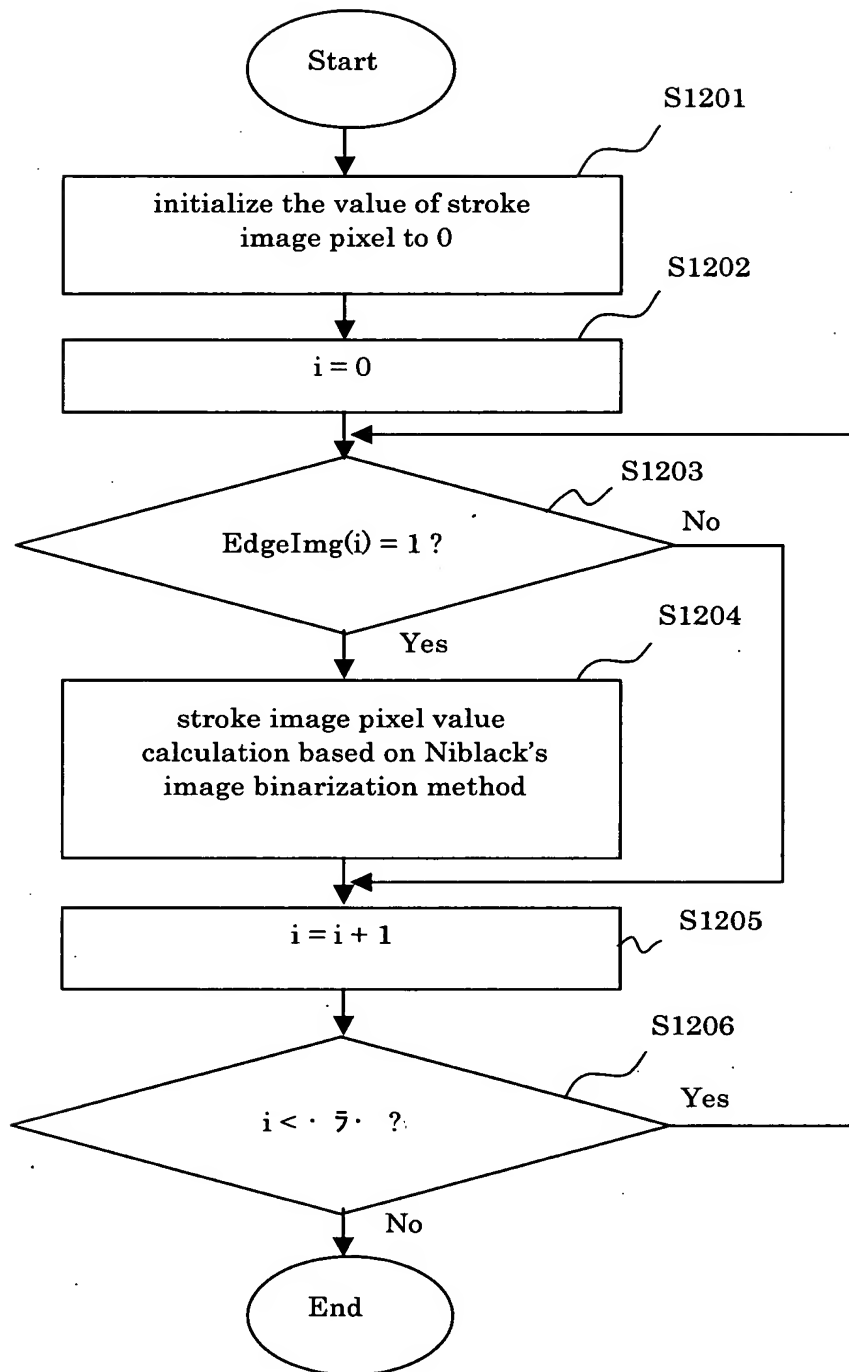 Start
S1201
initialize the value of stroke
image pixel to 0
S1202
i = 0
S1203
EdgeImg(i) = 1 ?
No
Yes
S1204
stroke image pixel value
calculation based on Niblack's
image binarization method
i = i + 1
S1205
S1206
i < ?
Yes
No
End